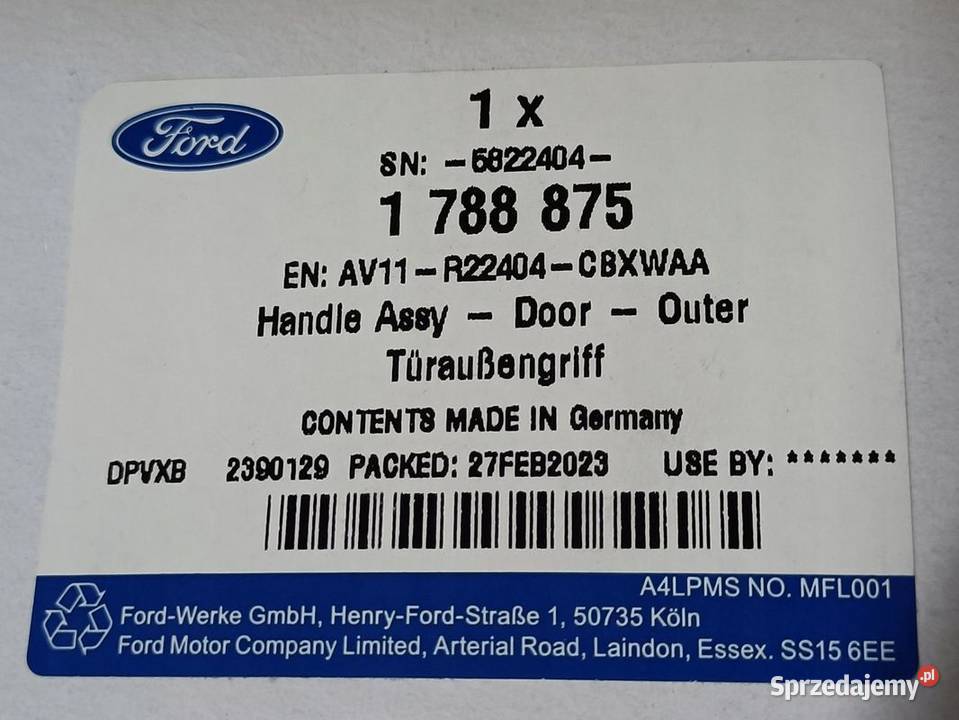 Ford
1 x
SN: -6822404-
1 788 875
EN: AV11-R22404-CBXWAA
Handle Assy - Door - Outer
Türaußengriff
CONTENTS MADE IN Germany
DPVXB 2390129 PACKED: 27FEB2023 USE BY: *******
A4LPMS NO. MFL001
Ford-Werke GmbH, Henry-Ford-Straße 1, 50735 Köln
Ford Motor Company Limited, Arterial Road, Laindon, Essex. SS15 6EE
Sprzedajemy.pl